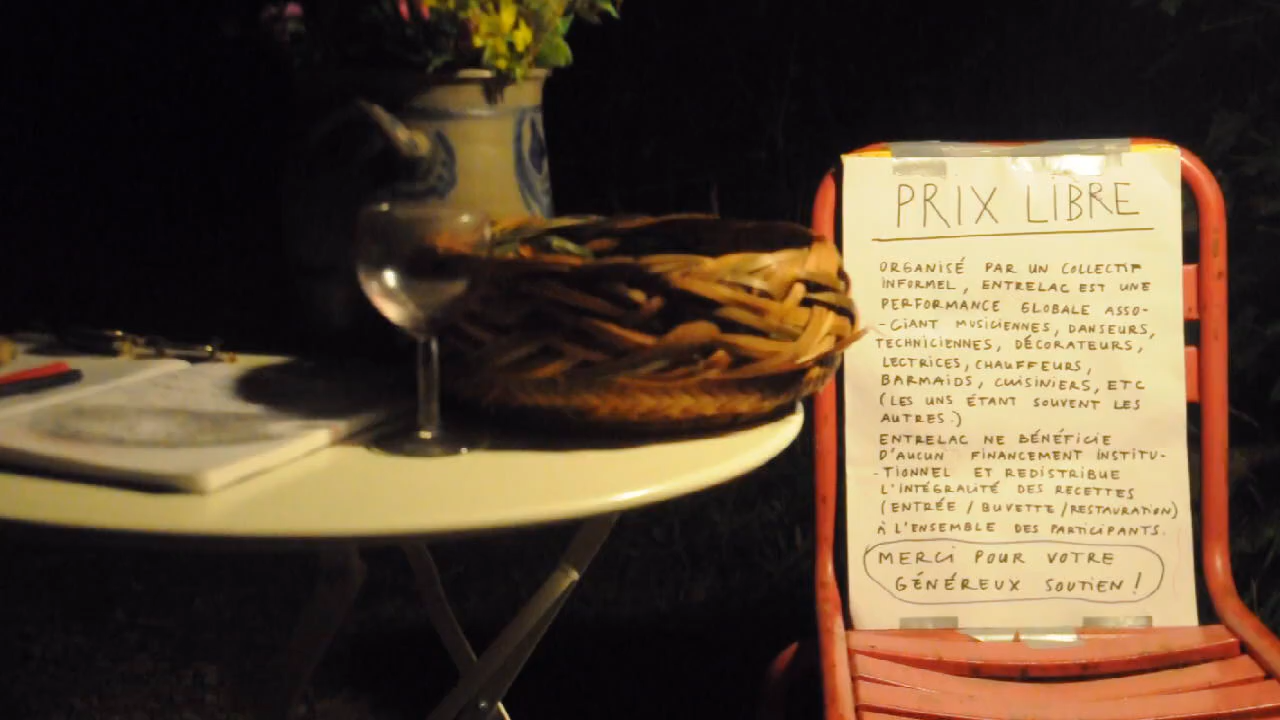 PRIX LIBRE
ORGANISÉ PAR UN COLLECTIF
INFORMEL, ENTRELAC EST UNE
PERFORMANCE GLOBALE ASSO-
-CIANT MUSICIENNES, DANSEURS,
TECHNICIENNES, DÉCORATEURS,
LECTRICES, CHAUFFEURS,
BARMAIDS, CUISINIERS, ETC
(LES UNS ÉTANT SOUVENT LES
AUTRES.)
ENTRELAC NE BÉNÉFICIE
D'AUCUN FINANCEMENT INSTITU-
-TIONNEL ET REDISTRIBUE
L'INTÉGRALITÉ DES RECETTES
(ENTRÉE / BUVETTE / RESTAURATION)
À L'ENSEMBLE DES PARTICIPANTS.
MERCI POUR VOTRE
GÉNÉREUX SOUTIEN !